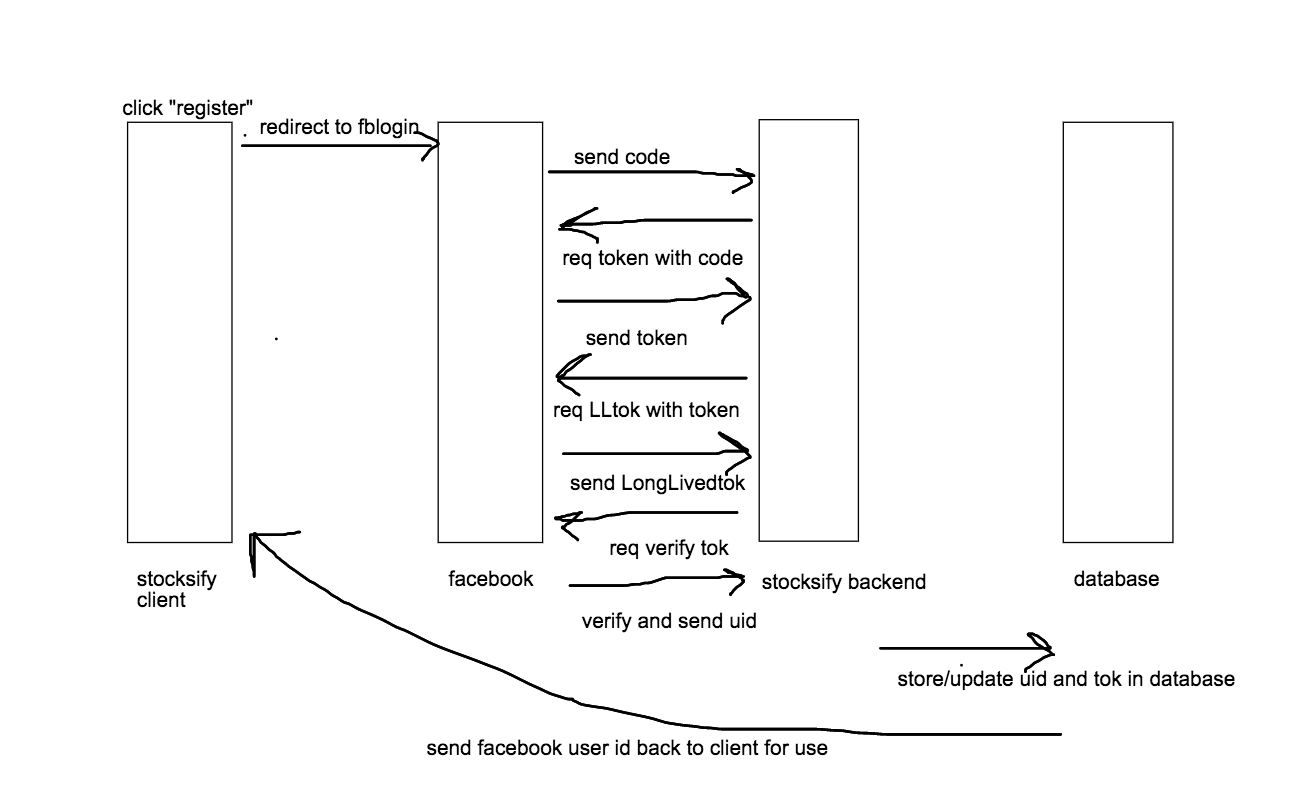 click "register"
redirect to fblogin
send code
req token with code
send token
req LLtok with token
send LongLivedtok
req verify tok
stocksify
client
facebook
stocksify backend
database
verify and send uid
store/update uid and tok in database
send facebook user id back to client for use